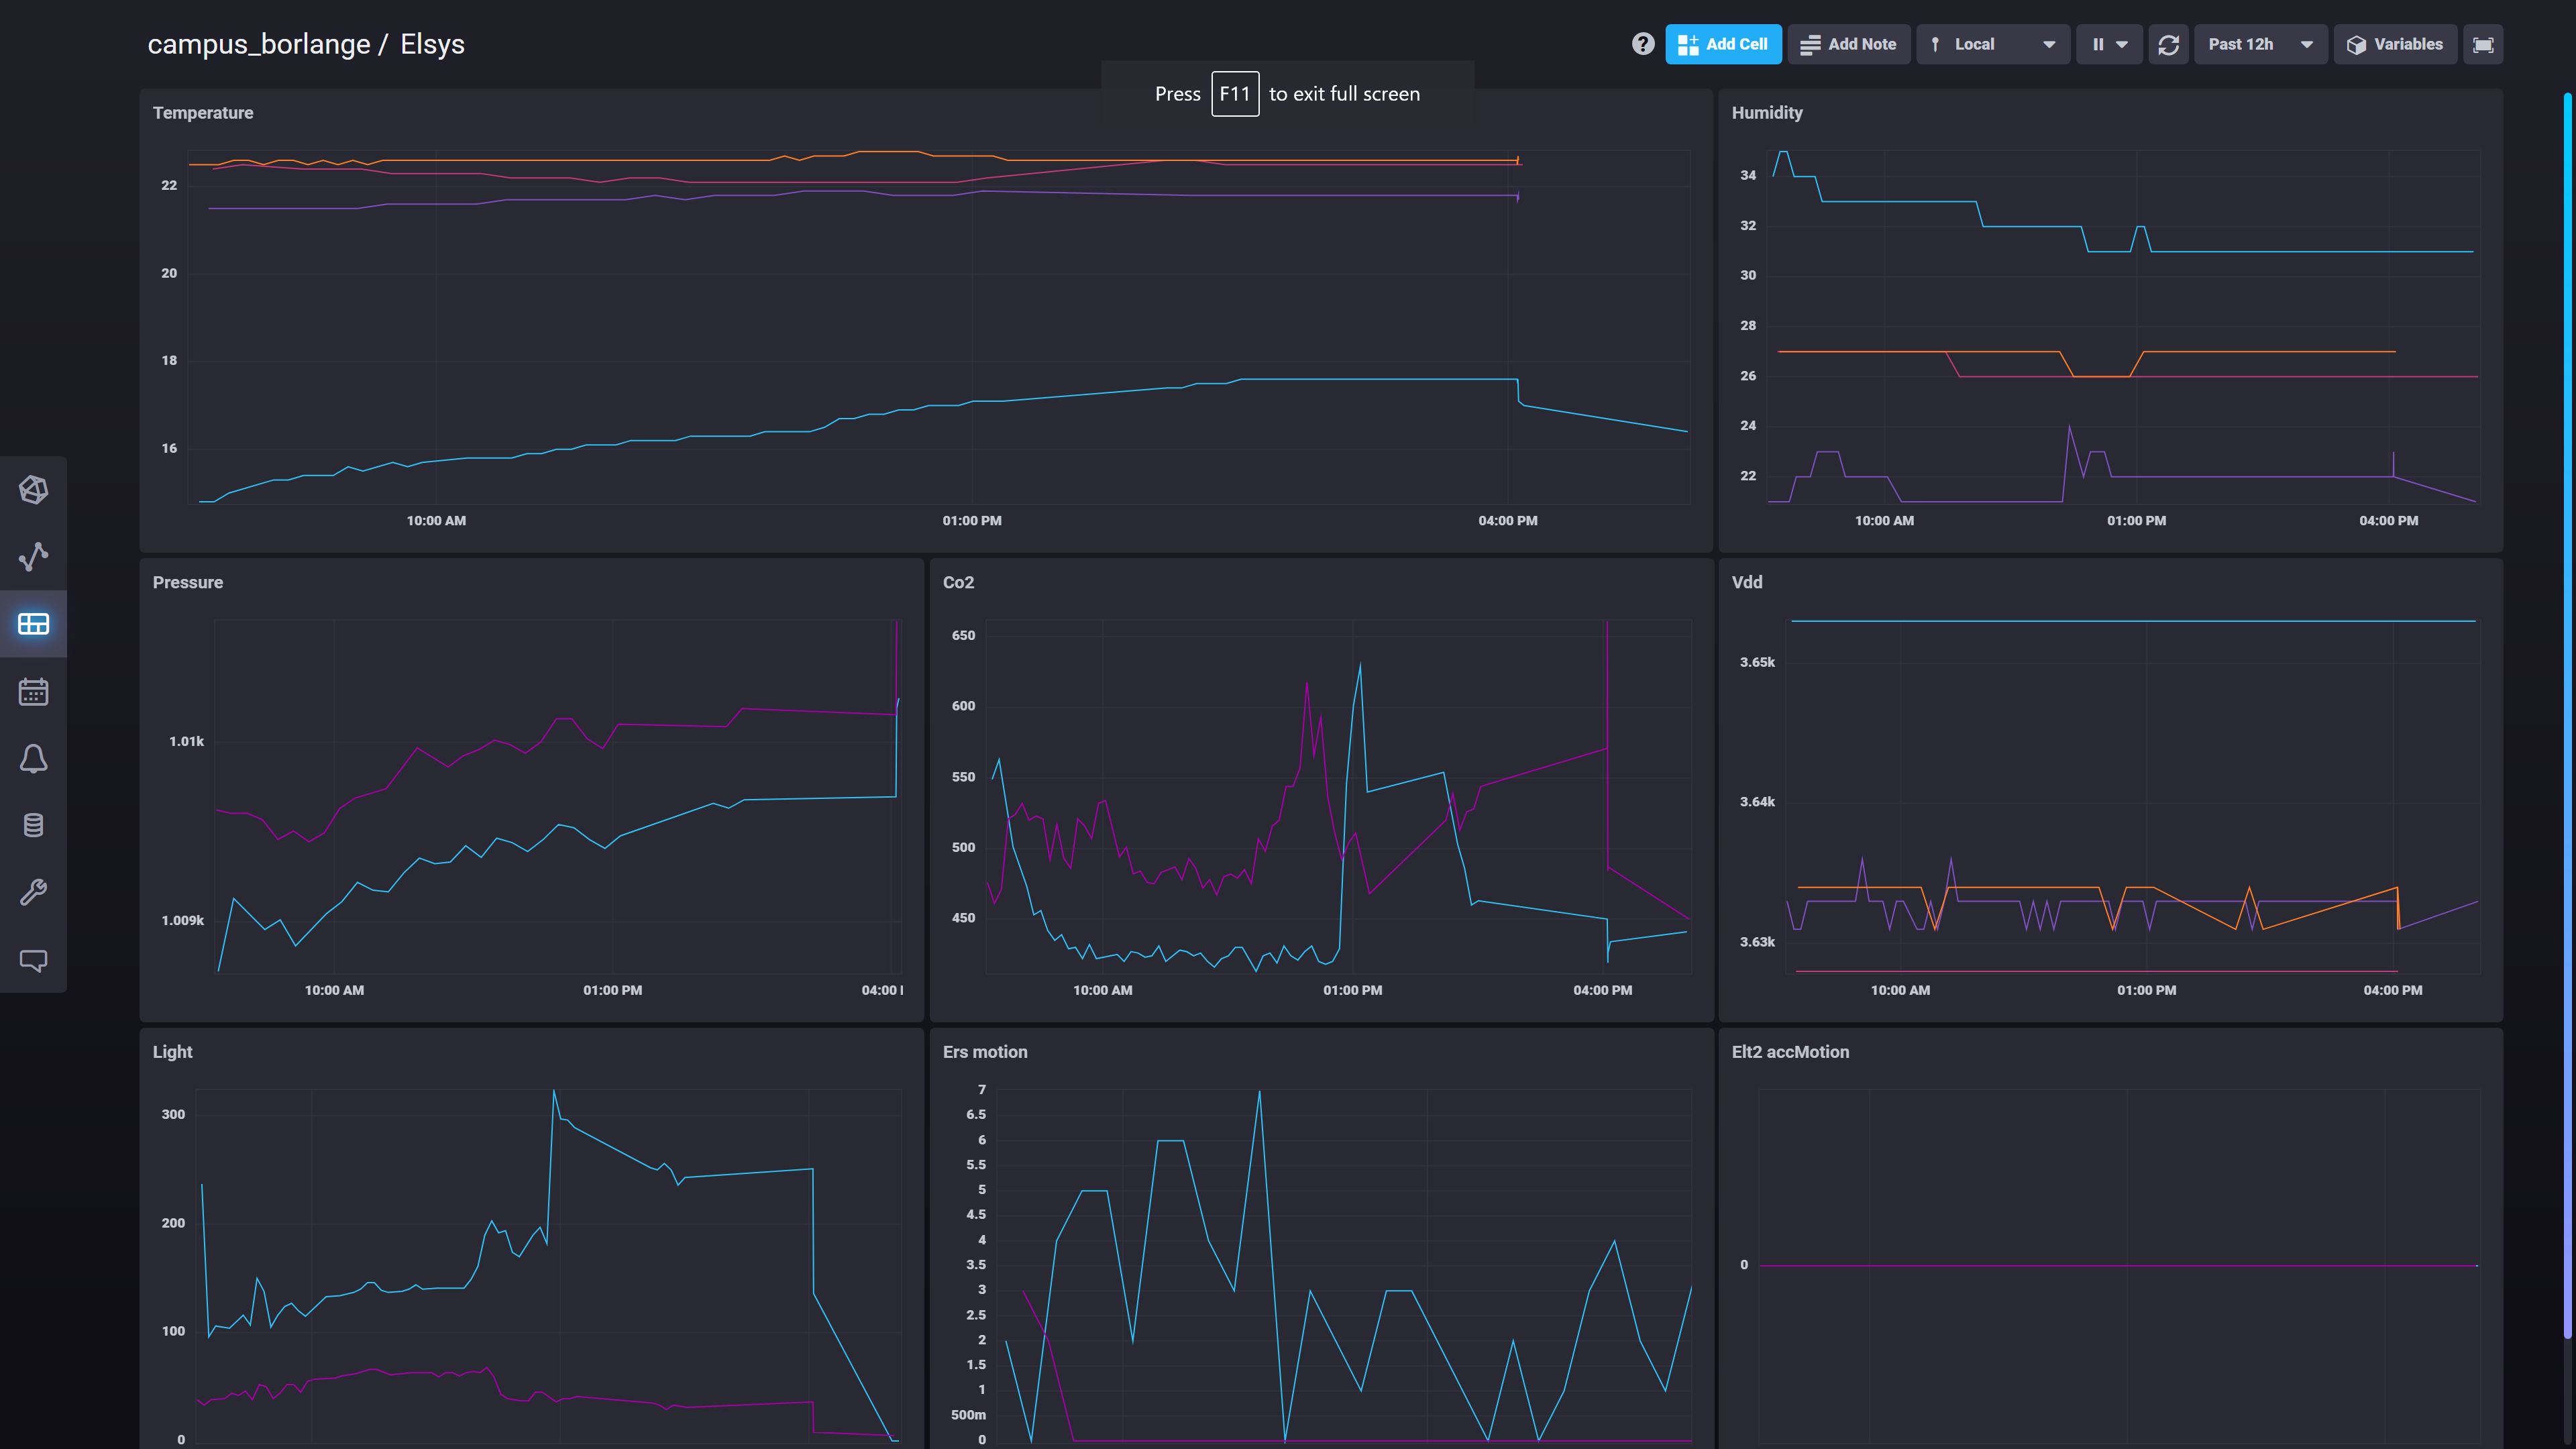 campus_borlange / Elsys
? Add Cell Add Note Local Past 12h Variables
Press F11 to exit full screen
Temperature
22
20
18
16
10:00 AM 01:00 PM 04:00 PM
Humidity
34
32
30
28
26
24
22
10:00 AM 01:00 PM 04:00 PM
Pressure
1.01k
1.009k
10:00 AM 01:00 PM 04:00
Co2
650
600
550
500
450
10:00 AM 01:00 PM 04:00 PM
Vdd
3.65k
3.64k
3.63k
10:00 AM 01:00 PM 04:00 PM
Light
300
200
100
0
Ers motion
7
6.5
6
5.5
5
4.5
4
3.5
3
2.5
2
1.5
1
500m
0
Elt2 accMotion
0